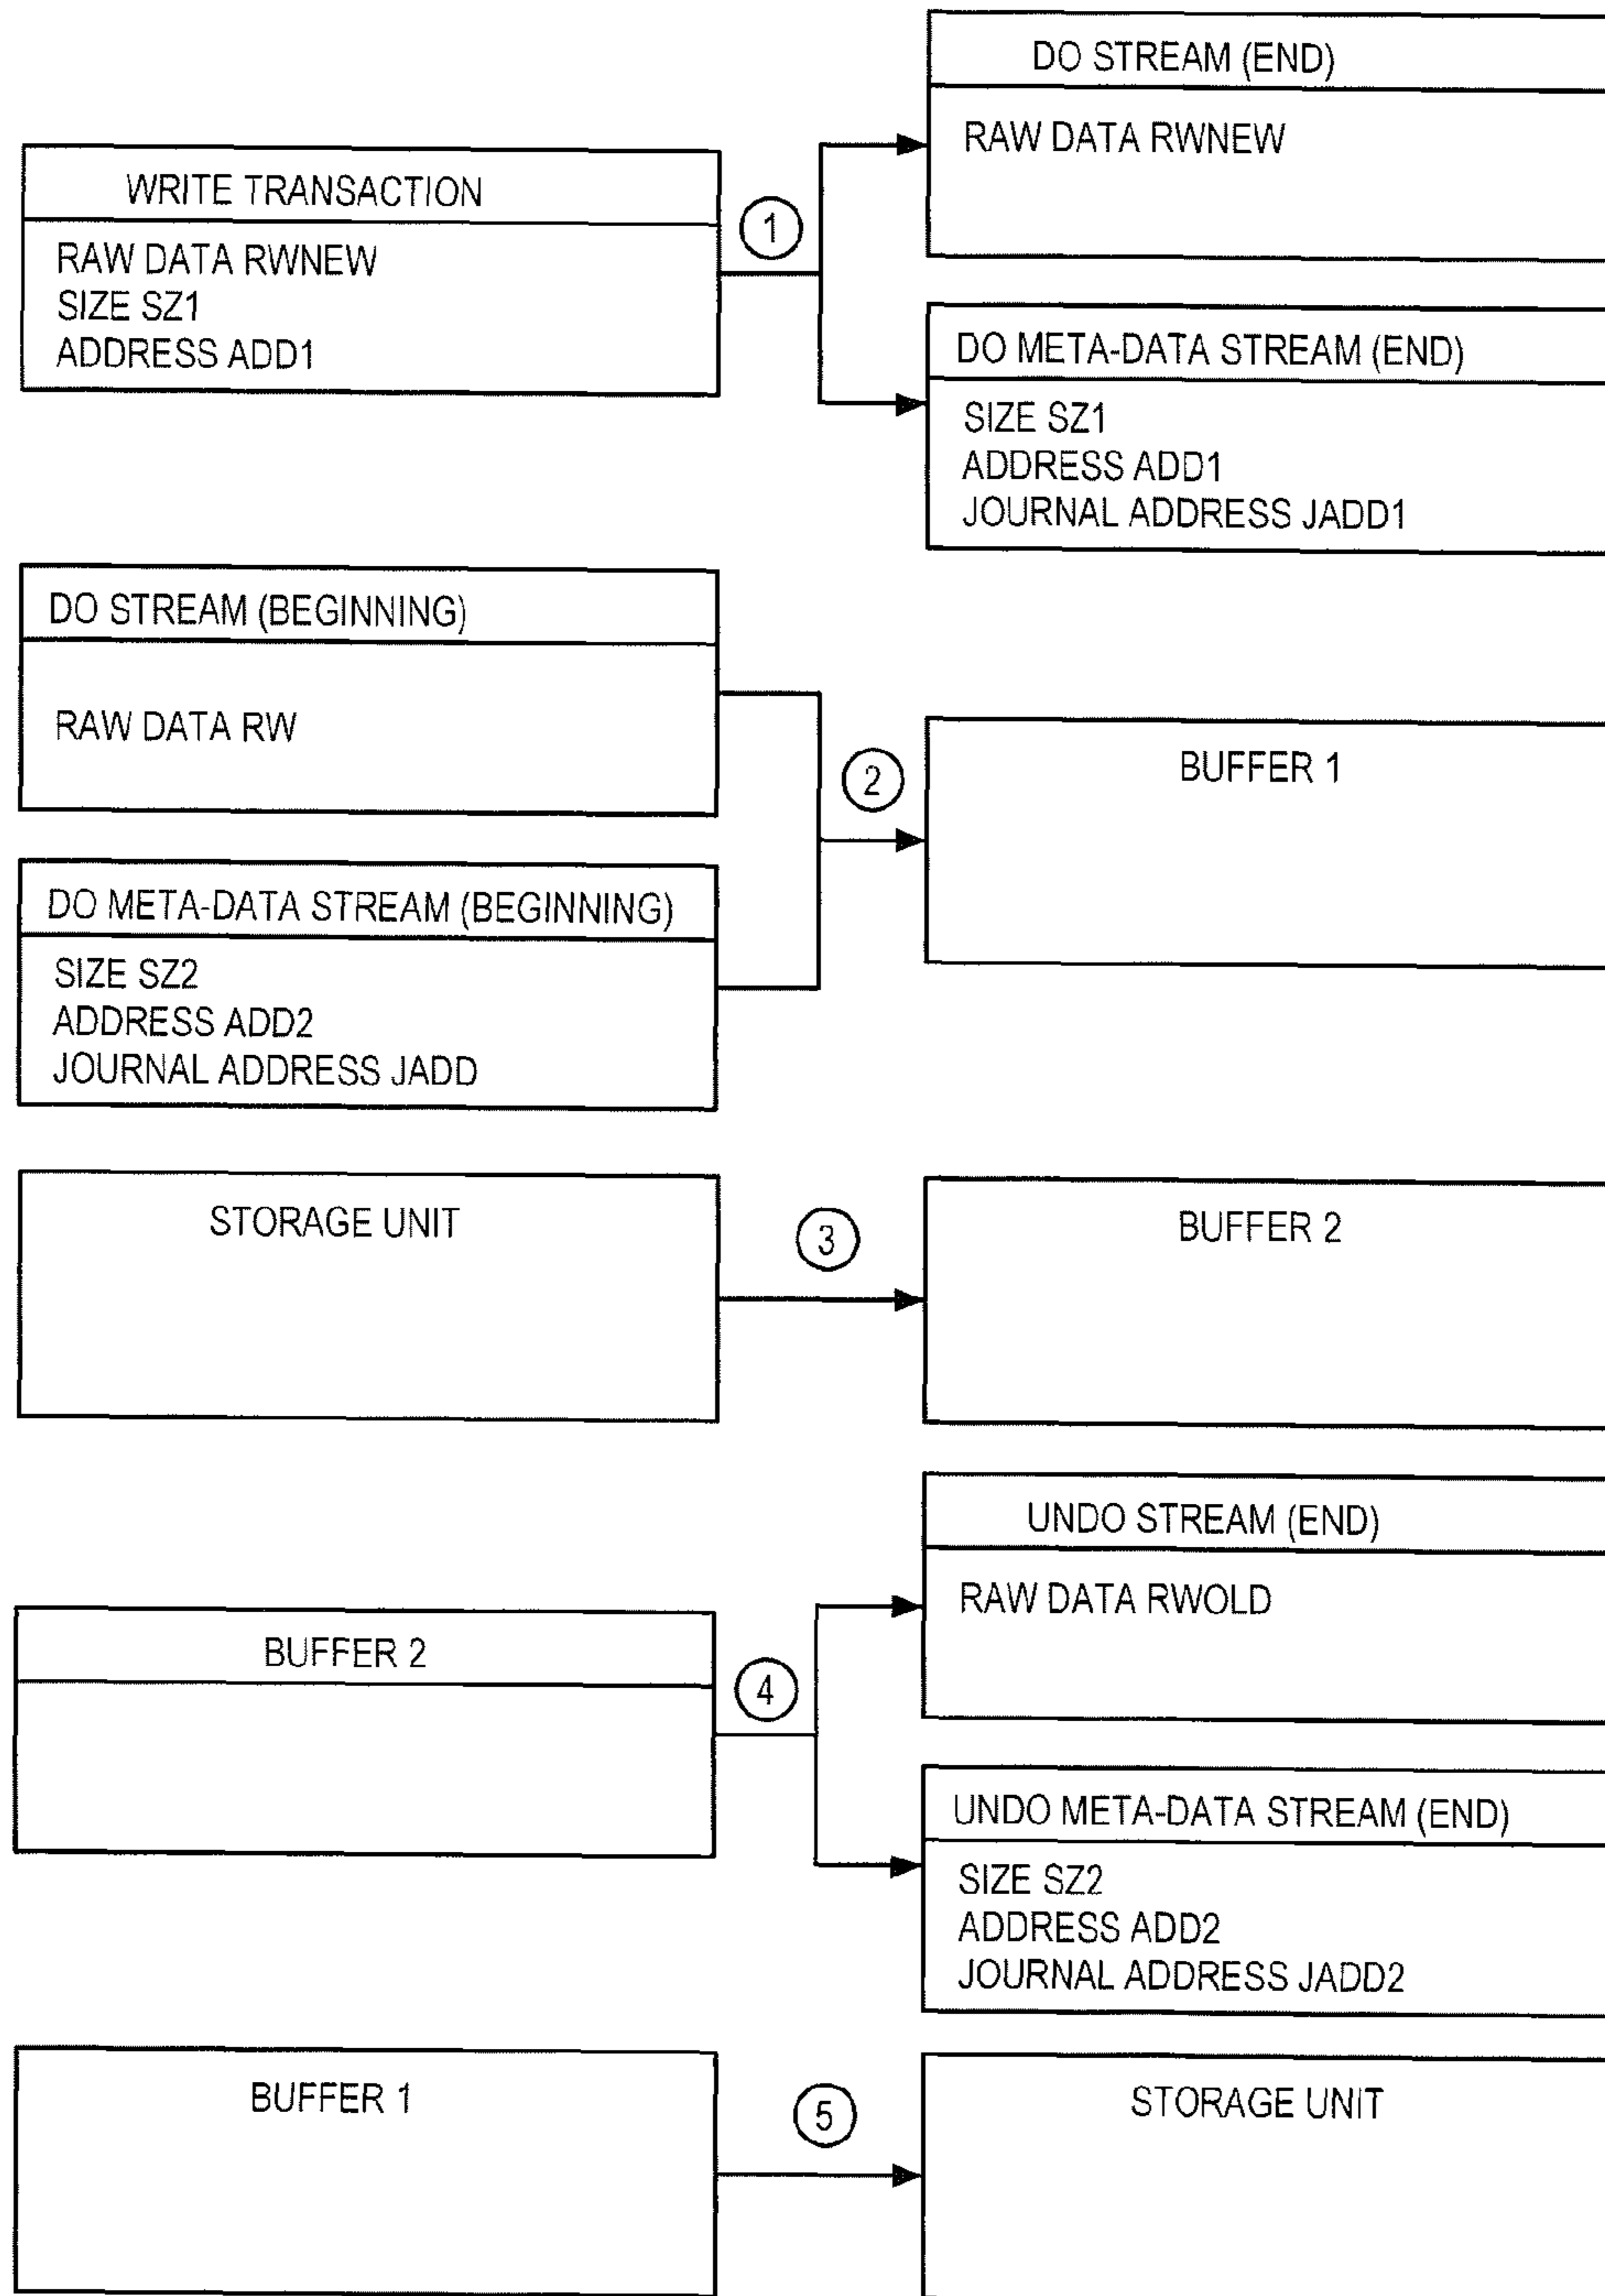 DO STREAM (END)
RAW DATA RWNEW
WRITE TRANSACTION
RAW DATA RWNEW
SIZE SZ1
ADDRESS ADD1
1
DO META-DATA STREAM (END)
SIZE SZ1
ADDRESS ADD1
JOURNAL ADDRESS JADD1
DO STREAM (BEGINNING)
RAW DATA RW
2
BUFFER 1
DO META-DATA STREAM (BEGINNING)
SIZE SZ2
ADDRESS ADD2
JOURNAL ADDRESS JADD
STORAGE UNIT
3
BUFFER 2
UNDO STREAM (END)
RAW DATA RWOLD
BUFFER 2
4
UNDO META-DATA STREAM (END)
SIZE SZ2
ADDRESS ADD2
JOURNAL ADDRESS JADD2
BUFFER 1
5
STORAGE UNIT